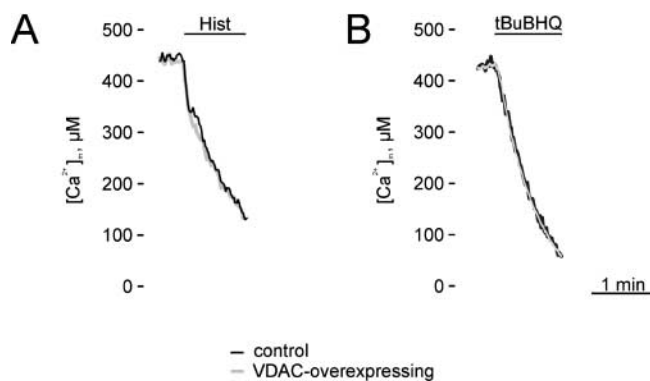 A
Hist
500
400
300
200
100
0
[Ca²⁺]ₘ, µM
B
tBuBHQ
500
400
300
200
100
0
[Ca²⁺]ₘ, µM
1 min
control
VDAC-overexpressing